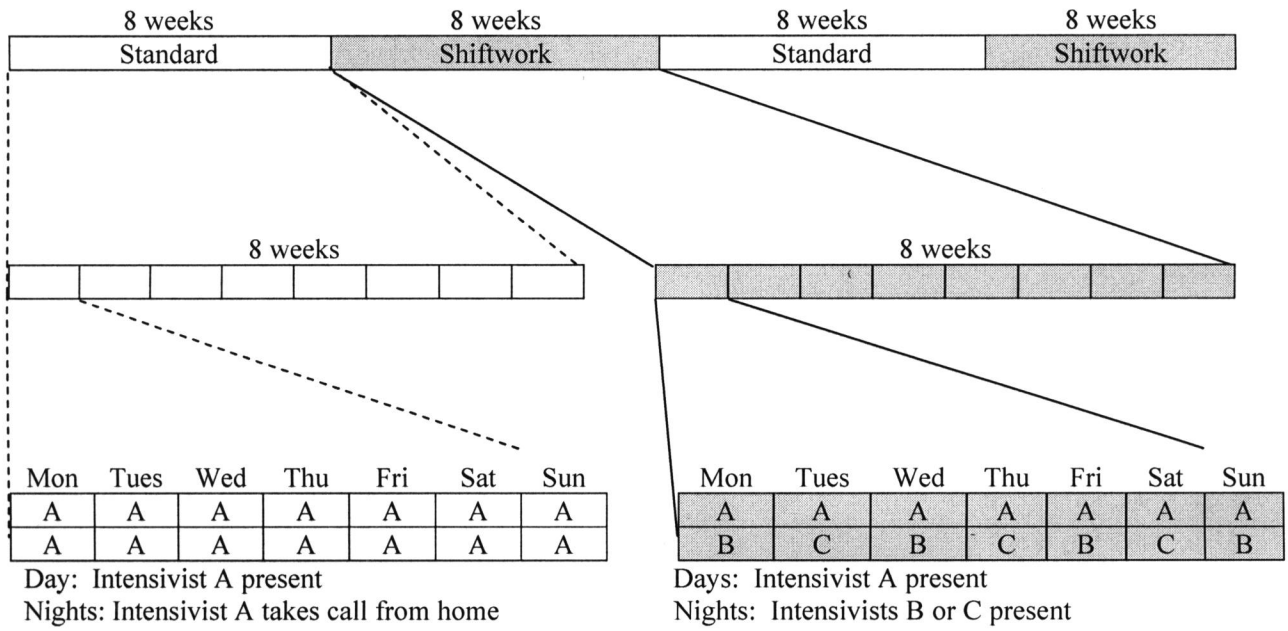 8 weeks 8 weeks 8 weeks 8 weeks
Standard Shiftwork Standard Shiftwork
8 weeks 8 weeks
Mon Tues Wed Thu Fri Sat Sun
A A A A A A A
A A A A A A A
Day: Intensivist A present
Nights: Intensivist A takes call from home
Mon Tues Wed Thu Fri Sat Sun
A A A A A A A
B C B C B C B
Days: Intensivist A present
Nights: Intensivists B or C present